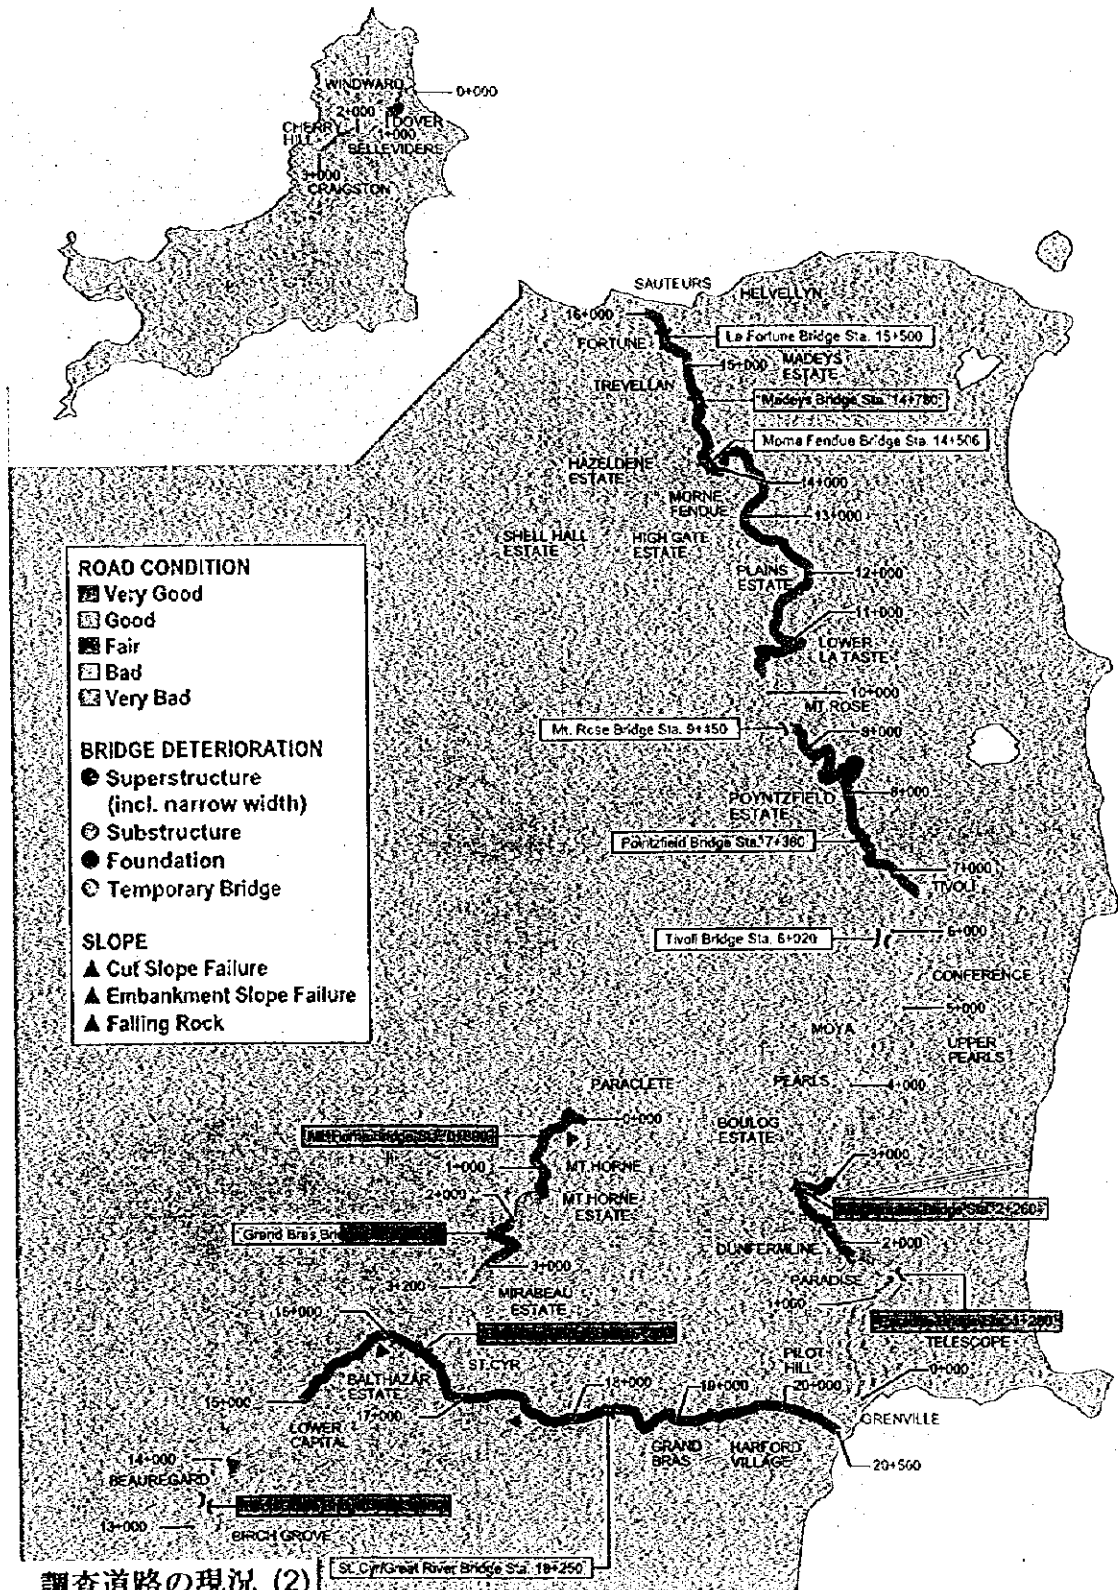 WINDWARD
0+000
2+000
DOVER
CHERRY
HILL
1+000
BELLEVIDERE
3+000
CRAIGSTON
SAUTEURS
HELVELLYN
16+000
La Fortune Bridge Sta. 15+500
FORTUNE
15+000
MADEYS
ESTATE
TREVELLAN
Madeys Bridge Sta. 14+780
Morne Fendue Bridge Sta. 14+506
HAZELDENE
ESTATE
14+000
MORNE
FENDUE
13+000
SHELL HALL
ESTATE
HIGH GATE
ESTATE
PLAINS
ESTATE
12+000
11+000
LOWER
LA TASTE
10+000
MT. ROSE
Mt. Rose Bridge Sta. 9+450
9+000
8+000
POYNTZFIELD
ESTATE
Pointzfield Bridge Sta. 7+380
7+000
TIVOLI
Tivoli Bridge Sta. 6+020
6+000
CONFERENCE
5+000
MOYA
UPPER
PEARLS
PEARLS
4+000
ROAD CONDITION
Very Good
Good
Fair
Bad
Very Bad
BRIDGE DETERIORATION
Superstructure
(incl. narrow width)
Substructure
Foundation
Temporary Bridge
SLOPE
Cut Slope Failure
Embankment Slope Failure
Falling Rock
PARACLETE
0+000
BOULOG
ESTATE
3+000
1+000
MT. HORNE
2+000
MT. HORNE
ESTATE
Bridge Sta. 2+260
Grand Bras
DUNFERMLINE
2+000
3+000
PARADISE
3+200
MIRABEAU
ESTATE
1+000
TELESCOPE
ST. CYR
PILOT
HILL
0+000
BALTHAZAR
ESTATE
15+000
17+000
18+000
19+000
20+000
LOWER
CAPITAL
GRENVILLE
GRAND
BRAS
HARFORD
VILLAGE
20+500
14+000
BEAUREGARD
13+000
BIRCH GROVE
St. Cyr/Great River Bridge Sta. 18+250
調査道路の現況 (2)